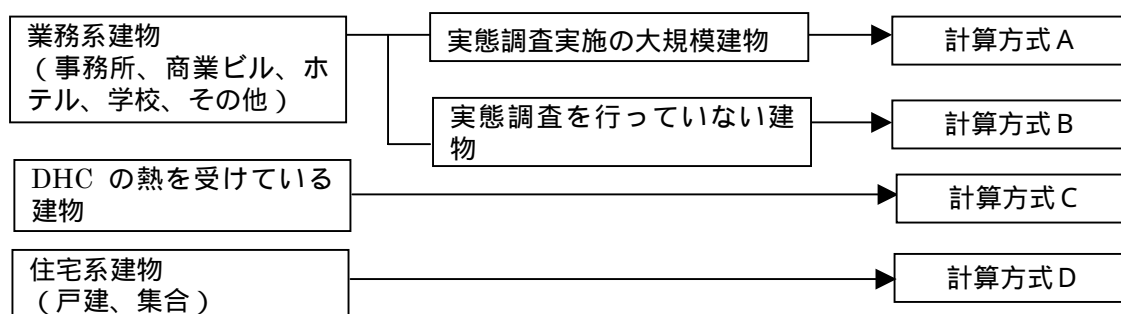 業務系建物
（事務所、商業ビル、ホ
テル、学校、その他）
実態調査実施の大規模建物
計算方式A
実態調査を行っていない建
物
計算方式B
DHC の熱を受けている
建物
計算方式C
住宅系建物
（戸建、集合）
計算方式D